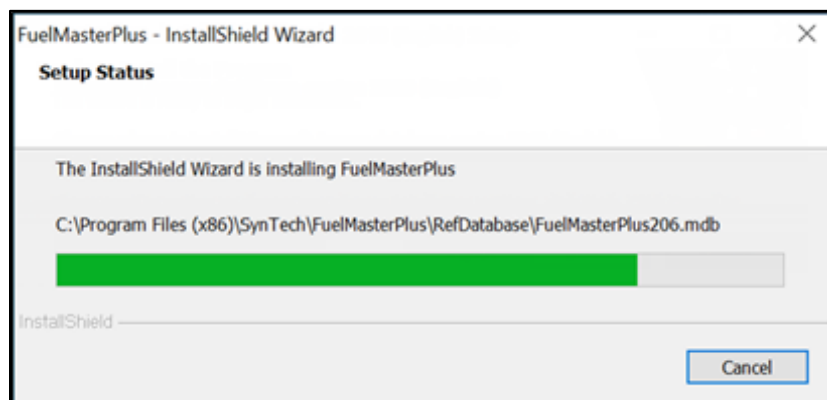 FuelMasterPlus - InstallShield Wizard
Setup Status
The InstallShield Wizard is installing FuelMasterPlus
C:\Program Files (x86)\SynTech\FuelMasterPlus\RefDatabase\FuelMasterPlus206.mdb
InstallShield
Cancel